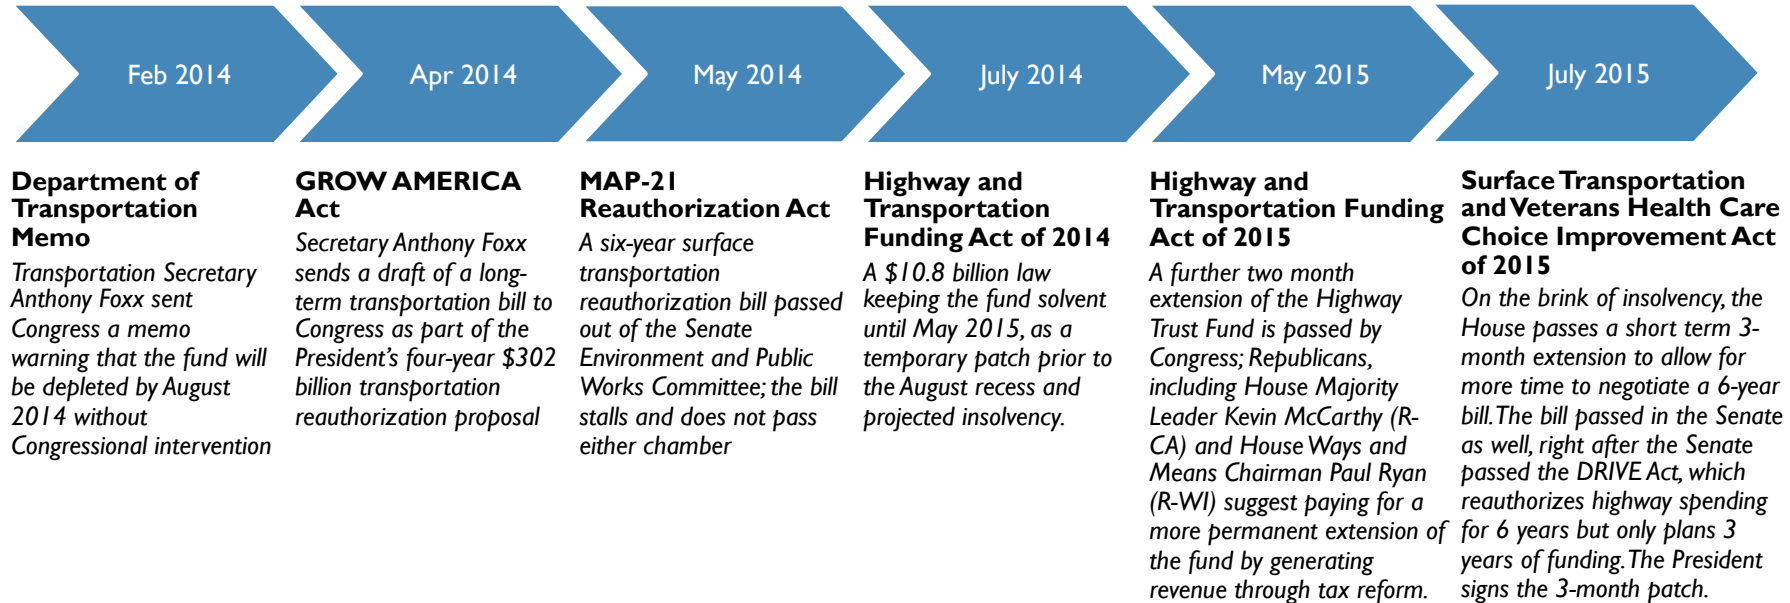 Feb 2014
Apr 2014
May 2014
July 2014
May 2015
July 2015
Department of
Transportation
Memo
Transportation Secretary
Anthony Foxx sent
Congress a memo
warning that the fund will
be depleted by August
2014 without
Congressional intervention
GROW AMERICA
Act
Secretary Anthony Foxx
sends a draft of a long-
term transportation bill to
Congress as part of the
President's four-year $302
billion transportation
reauthorization proposal
MAP-21
Reauthorization Act
A six-year surface
transportation
reauthorization bill passed
out of the Senate
Environment and Public
Works Committee; the bill
stalls and does not pass
either chamber
Highway and
Transportation
Funding Act of 2014
A $10.8 billion law
keeping the fund solvent
until May 2015, as a
temporary patch prior to
the August recess and
projected insolvency.
Highway and
Transportation Funding
Act of 2015
A further two month
extension of the Highway
Trust Fund is passed by
Congress; Republicans,
including House Majority
Leader Kevin McCarthy (R-
CA) and House Ways and
Means Chairman Paul Ryan
(R-WI) suggest paying for a
more permanent extension of
the fund by generating
revenue through tax reform.
Surface Transportation
and Veterans Health Care
Choice Improvement Act
of 2015
On the brink of insolvency, the
House passes a short term 3-
month extension to allow for
more time to negotiate a 6-year
bill. The bill passed in the Senate
as well, right after the Senate
passed the DRIVE Act, which
reauthorizes highway spending
for 6 years but only plans 3
years of funding. The President
signs the 3-month patch.